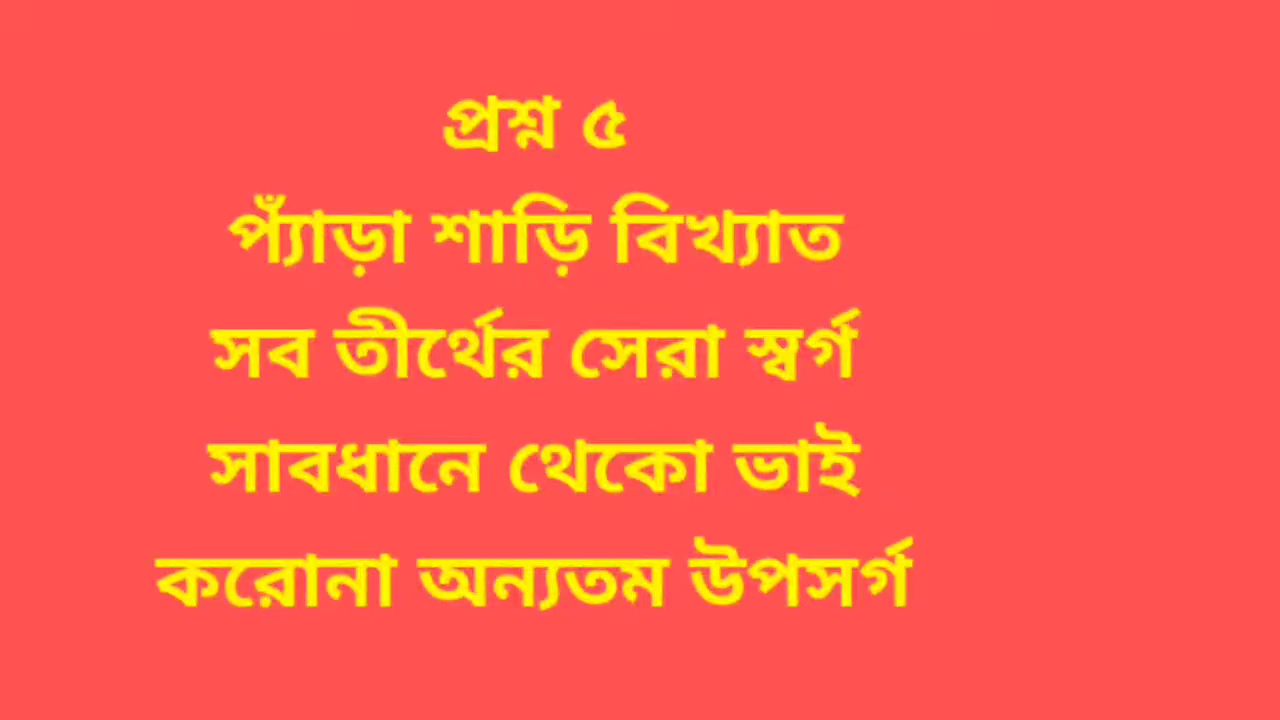 প্রশ্ন ৫
প্যাঁড়া শাড়ি বিখ্যাত
সব তীর্থের সেরা স্বর্গ
সাবধানে থেকো ভাই
করোনা অন্যতম উপসর্গ